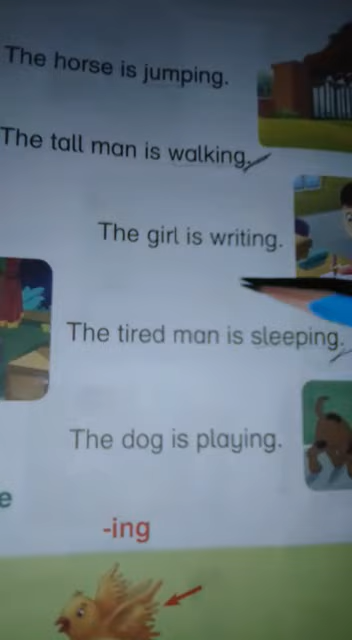 The horse is jumping.
The tall man is walking.
The girl is writing.
The tired man is sleeping.
The dog is playing.
e
-ing